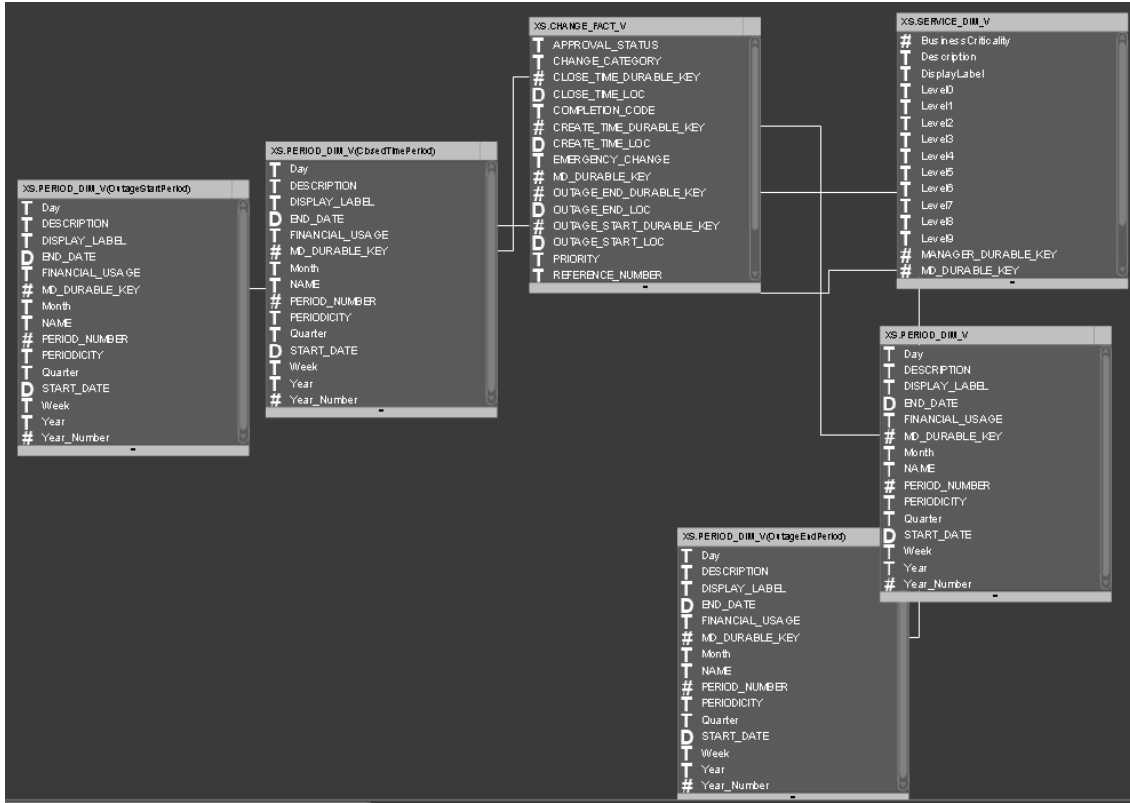 XS.PERIOD_DIM_V(OutageStartPeriod)
T Day
T DESCRIPTION
T DISPLAY_LABEL
D END_DATE
T FINANCIAL_USAGE
# MD_DURABLE_KEY
T Month
T NAME
# PERIOD_NUMBER
T PERIODICITY
T Quarter
D START_DATE
T Week
T Year
# Year_Number
XS.PERIOD_DIM_V(ClosedTimePeriod)
T Day
T DESCRIPTION
T DISPLAY_LABEL
D END_DATE
T FINANCIAL_USAGE
# MD_DURABLE_KEY
T Month
T NAME
# PERIOD_NUMBER
T PERIODICITY
T Quarter
D START_DATE
T Week
T Year
# Year_Number
XS.CHANGE_FACT_V
T APPROVAL_STATUS
T CHANGE_CATEGORY
# CLOSE_TIME_DURABLE_KEY
D CLOSE_TIME_LOC
T COMPLETION_CODE
# CREATE_TIME_DURABLE_KEY
D CREATE_TIME_LOC
T EMERGENCY_CHANGE
# MD_DURABLE_KEY
# OUTAGE_END_DURABLE_KEY
D OUTAGE_END_LOC
# OUTAGE_START_DURABLE_KEY
D OUTAGE_START_LOC
T PRIORITY
T REFERENCE_NUMBER
XS.SERVICE_DIM_V
# BusinessCriticality
T Description
T DisplayLabel
T Level0
T Level1
T Level2
T Level3
T Level4
T Level5
T Level6
T Level7
T Level8
T Level9
# MANAGER_DURABLE_KEY
# MD_DURABLE_KEY
XS.PERIOD_DIM_V
T Day
T DESCRIPTION
T DISPLAY_LABEL
D END_DATE
T FINANCIAL_USAGE
# MD_DURABLE_KEY
T Month
T NAME
# PERIOD_NUMBER
T PERIODICITY
T Quarter
D START_DATE
T Week
T Year
# Year_Number
XS.PERIOD_DIM_V(OutageEndPeriod)
T Day
T DESCRIPTION
T DISPLAY_LABEL
D END_DATE
T FINANCIAL_USAGE
# MD_DURABLE_KEY
T Month
T NAME
# PERIOD_NUMBER
T PERIODICITY
T Quarter
D START_DATE
T Week
T Year
# Year_Number